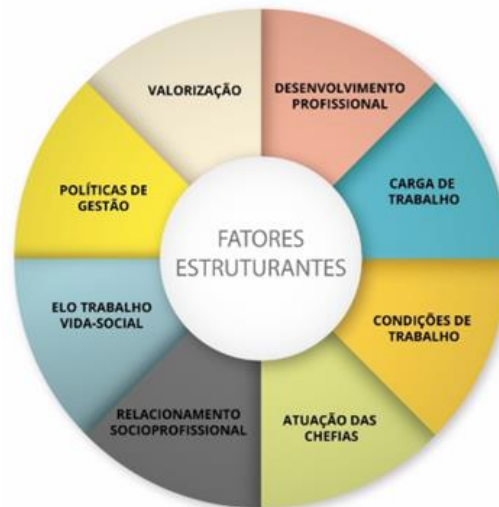 VALORIZAÇÃO
DESENVOLVIMENTO
PROFISSIONAL
CARGA DE
TRABALHO
CONDIÇÕES DE
TRABALHO
ATUAÇÃO DAS
CHEFIAS
RELACIONAMENTO
SOCIOPROFISSIONAL
ELO TRABALHO
VIDA-SOCIAL
POLÍTICAS DE
GESTÃO
FATORES
ESTRUTURANTES